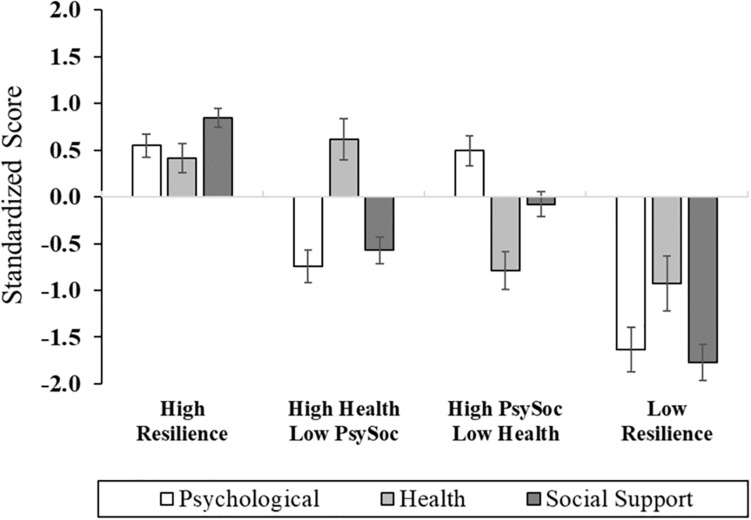 2.0
1.5
1.0
0.5
0.0
-0.5
-1.0
-1.5
-2.0
Standardized Score
High
Resilience
High Health
Low PsySoc
High PsySoc
Low Health
Low
Resilience
Psychological
Health
Social Support